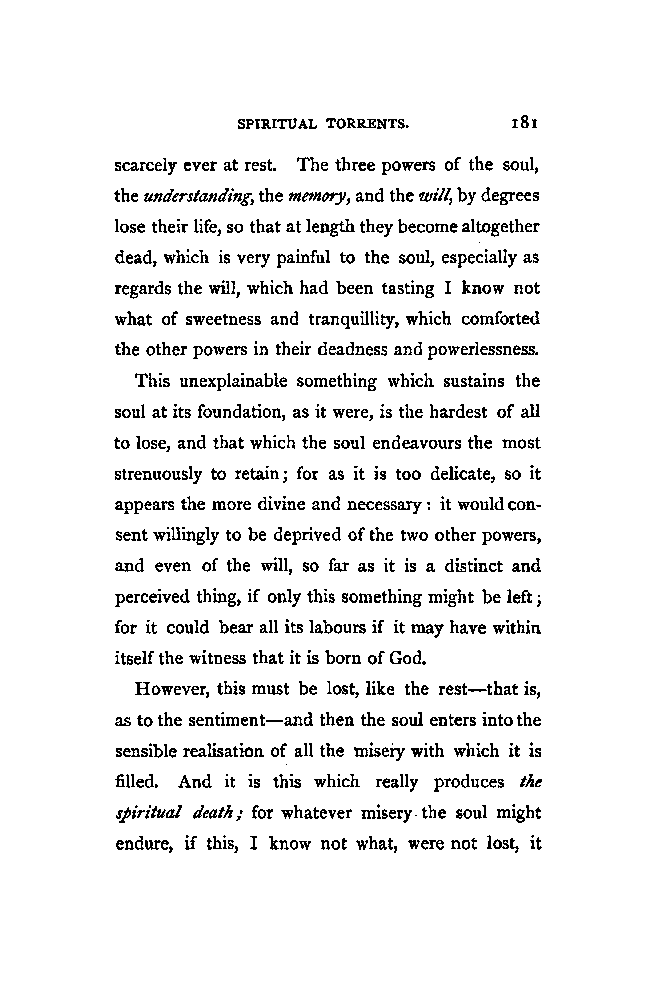 SPIRITUAL TORRENTS. 181
scarcely ever at rest. The three powers of the soul,
the understanding, the memory, and the will, by degrees
lose their life, so that at length they become altogether
dead, which is very painful to the soul, especially as
regards the will, which had been tasting I know not
what of sweetness and tranquillity, which comforted
the other powers in their deadness and powerlessness.
This unexplainable something which sustains the
soul at its foundation, as it were, is the hardest of all
to lose, and that which the soul endeavours the most
strenuously to retain; for as it is too delicate, so it
appears the more divine and necessary: it would con-
sent willingly to be deprived of the two other powers,
and even of the will, so far as it is a distinct and
perceived thing, if only this something might be left;
for it could bear all its labours if it may have within
itself the witness that it is born of God.
However, this must be lost, like the rest—that is,
as to the sentiment—and then the soul enters into the
sensible realisation of all the misery with which it is
filled. And it is this which really produces the
spiritual death; for whatever misery the soul might
endure, if this, I know not what, were not lost, it